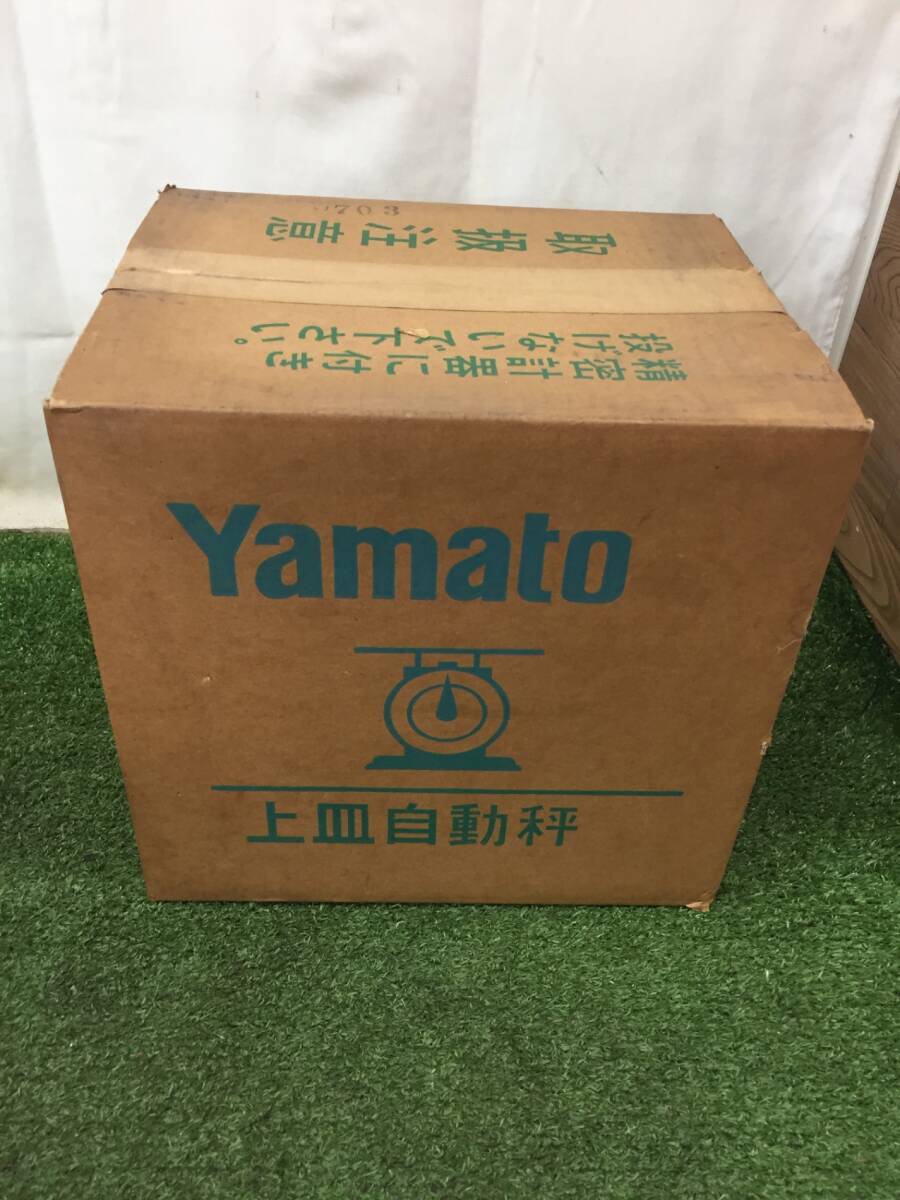 703
取扱注意
精密計器に付き
投げないで下さい。
Yamato
上皿自動秤